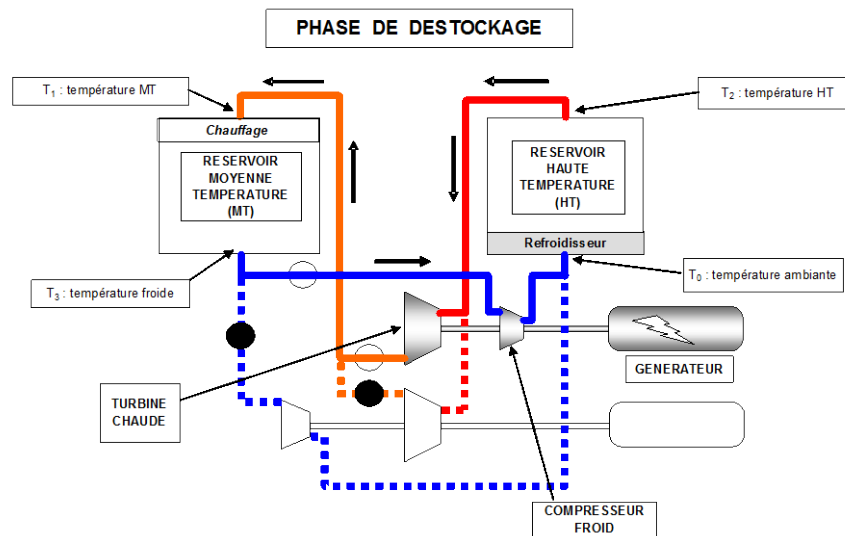 PHASE DE DESTOCKAGE
T1 : température MT
T2 : température HT
Chauffage
RESERVOIR
MOYENNE
TEMPERATURE
(MT)
RESERVOIR
HAUTE
TEMPERATURE
(HT)
Refroidisseur
T3 : température froide
T0 : température ambiante
GENERATEUR
TURBINE
CHAUDE
COMPRESSEUR
FROID